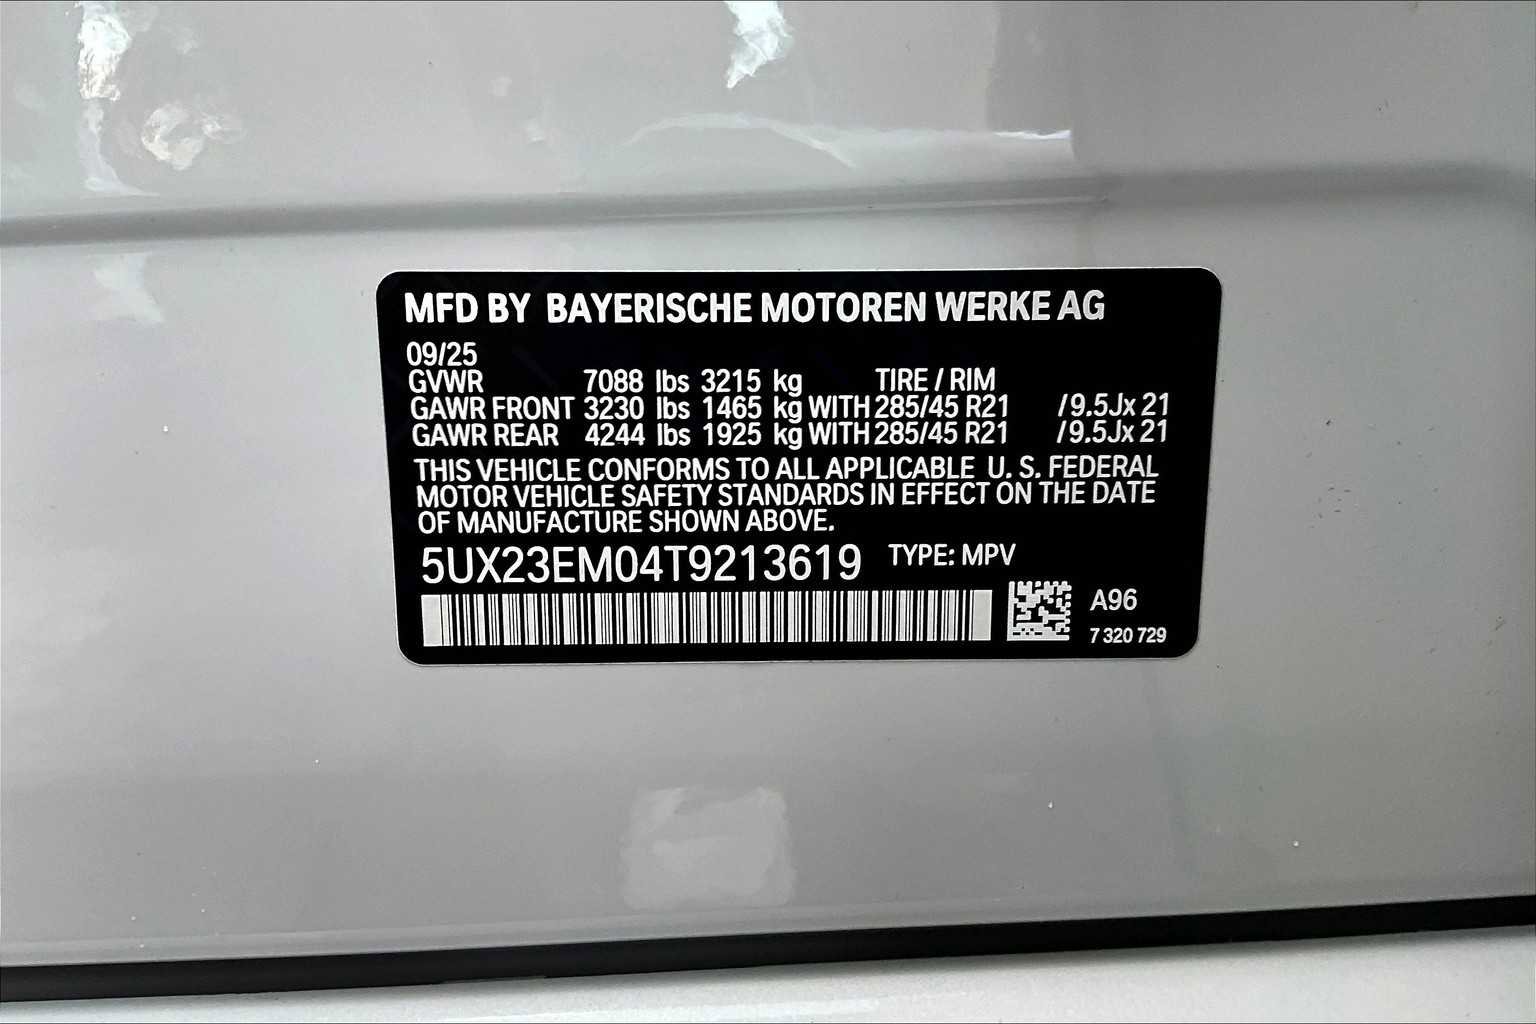 MFD BY BAYERISCHE MOTOREN WERKE AG
09/25
GVWR 7088 lbs 3215 kg TIRE / RIM
GAWR FRONT 3230 lbs 1465 kg WITH 285/45 R21 /9.5Jx 21
GAWR REAR 4244 lbs 1925 kg WITH 285/45 R21 /9.5Jx 21
THIS VEHICLE CONFORMS TO ALL APPLICABLE U. S. FEDERAL
MOTOR VEHICLE SAFETY STANDARDS IN EFFECT ON THE DATE
OF MANUFACTURE SHOWN ABOVE.
5UX23EM04T9213619 TYPE: MPV
A96
7 320 729